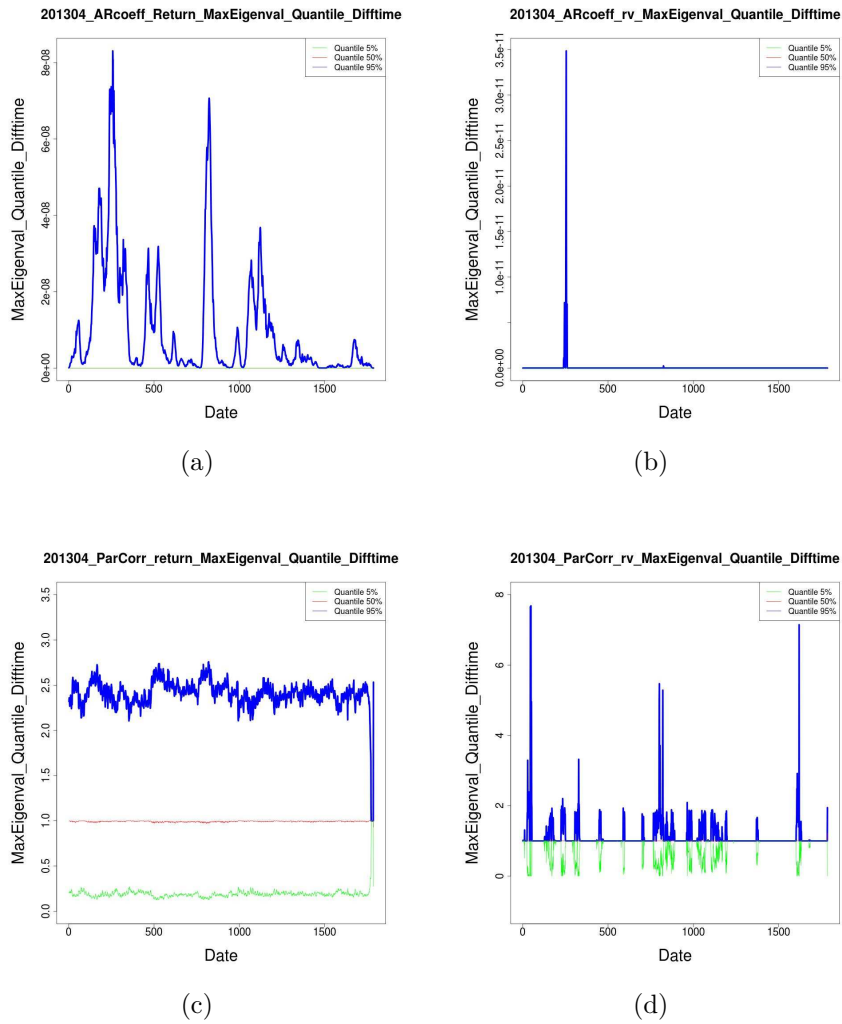 201304_ARcoeff_Return_MaxEigenval_Quantile_Difftime
MaxEigenval_Quantile_Difftime
8e-08
6e-08
4e-08
2e-08
0e+00
Quantile 5%
Quantile 50%
Quantile 95%
0
500
1000
1500
Date
(a)
201304_ARcoeff_rv_MaxEigenval_Quantile_Difftime
MaxEigenval_Quantile_Difftime
3.5e-11
3.0e-11
2.5e-11
2.0e-11
1.5e-11
1.0e-11
0.0e+00
Quantile 5%
Quantile 50%
Quantile 95%
0
500
1000
1500
Date
(b)
201304_ParCorr_return_MaxEigenval_Quantile_Difftime
MaxEigenval_Quantile_Difftime
3.5
3.0
2.5
2.0
1.5
1.0
0.5
0.0
Quantile 5%
Quantile 50%
Quantile 95%
0
500
1000
1500
Date
(c)
201304_ParCorr_rv_MaxEigenval_Quantile_Difftime
MaxEigenval_Quantile_Difftime
8
6
4
2
0
Quantile 5%
Quantile 50%
Quantile 95%
0
500
1000
1500
Date
(d)